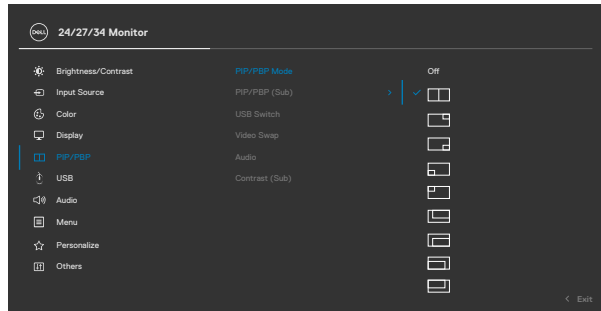 DELL
24/27/34 Monitor
Brightness/Contrast
Input Source
Color
Display
PIP/PBP
USB
Audio
Menu
Personalize
Others
PIP/PBP Mode
PIP/PBP (Sub)
USB Switch
Video Swap
Audio
Contrast (Sub)
Off
Exit